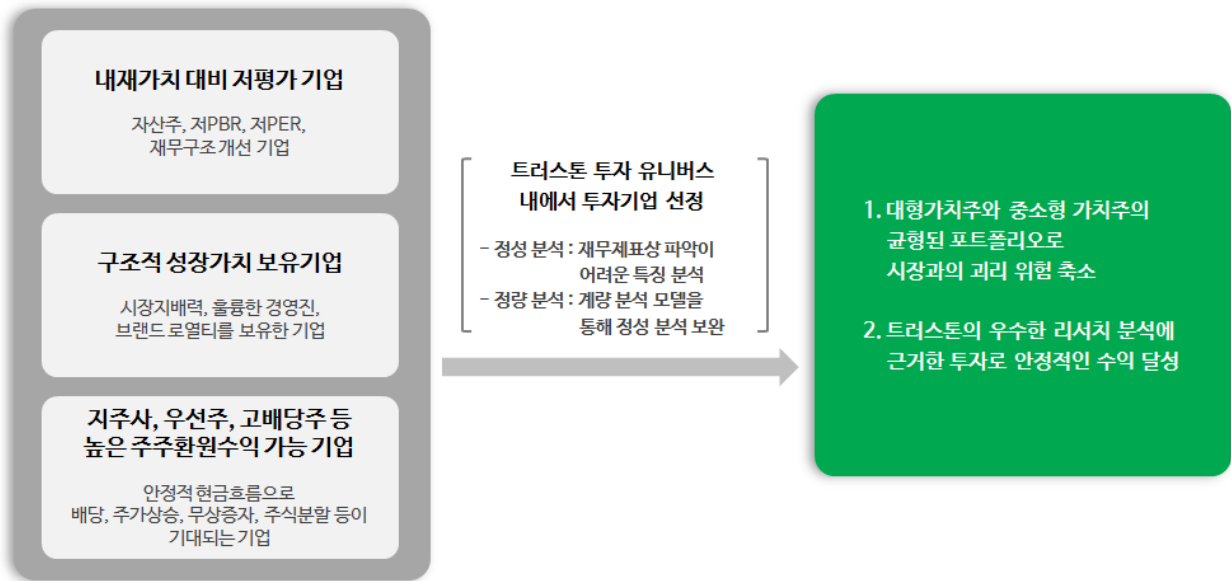 내재가치 대비 저평가 기업
자산주, 저PBR, 저PER,
재무구조 개선 기업
구조적 성장가치 보유기업
시장지배력, 훌륭한 경영진,
브랜드 로열티를 보유한 기업
지주사, 우선주, 고배당주 등
높은 주주환원수익 가능 기업
안정적 현금흐름으로
배당, 주가상승, 무상증자, 주식분할 등이
기대되는 기업
트러스톤 투자 유니버스
내에서 투자기업 선정
- 정성 분석 : 재무제표상 파악이
어려운 특징 분석
- 정량 분석 : 계량 분석 모델을
통해 정성 분석 보완
1. 대형가치주와 중소형 가치주의
균형된 포트폴리오로
시장과의 괴리 위험 축소
2. 트러스톤의 우수한 리서치 분석에
근거한 투자로 안정적인 수익 달성